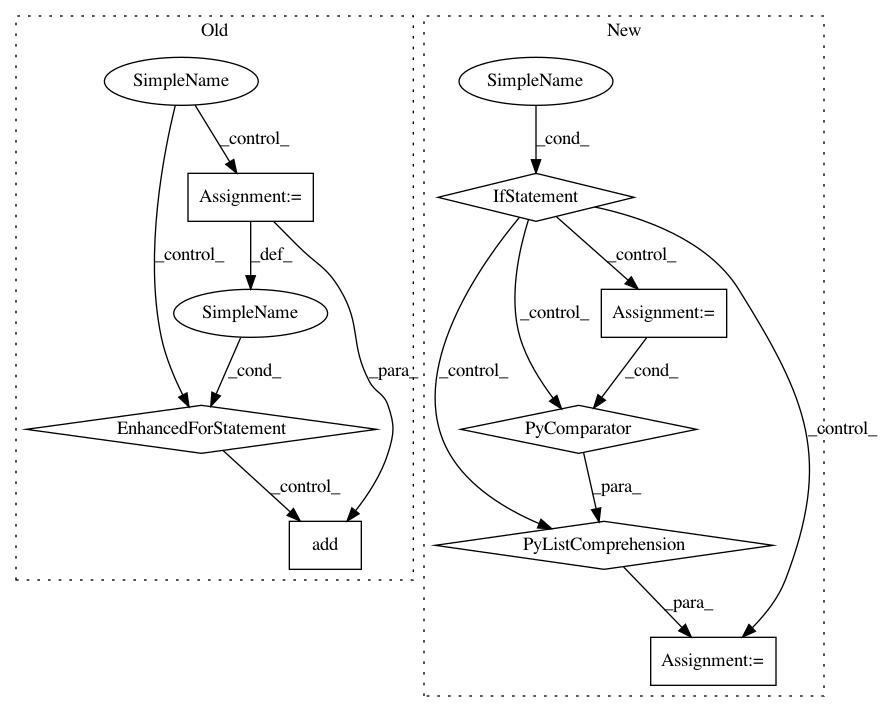 Old
New
SimpleName
SimpleName
_control_
_cond_
Assignment:=
IfStatement
_control_
_def_
_control_
SimpleName
_control_
Assignment:=
_para_
_cond_
_control_
_cond_
_control_
EnhancedForStatement
PyComparator
_control_
_para_
add
PyListComprehension
_para_
Assignment:=